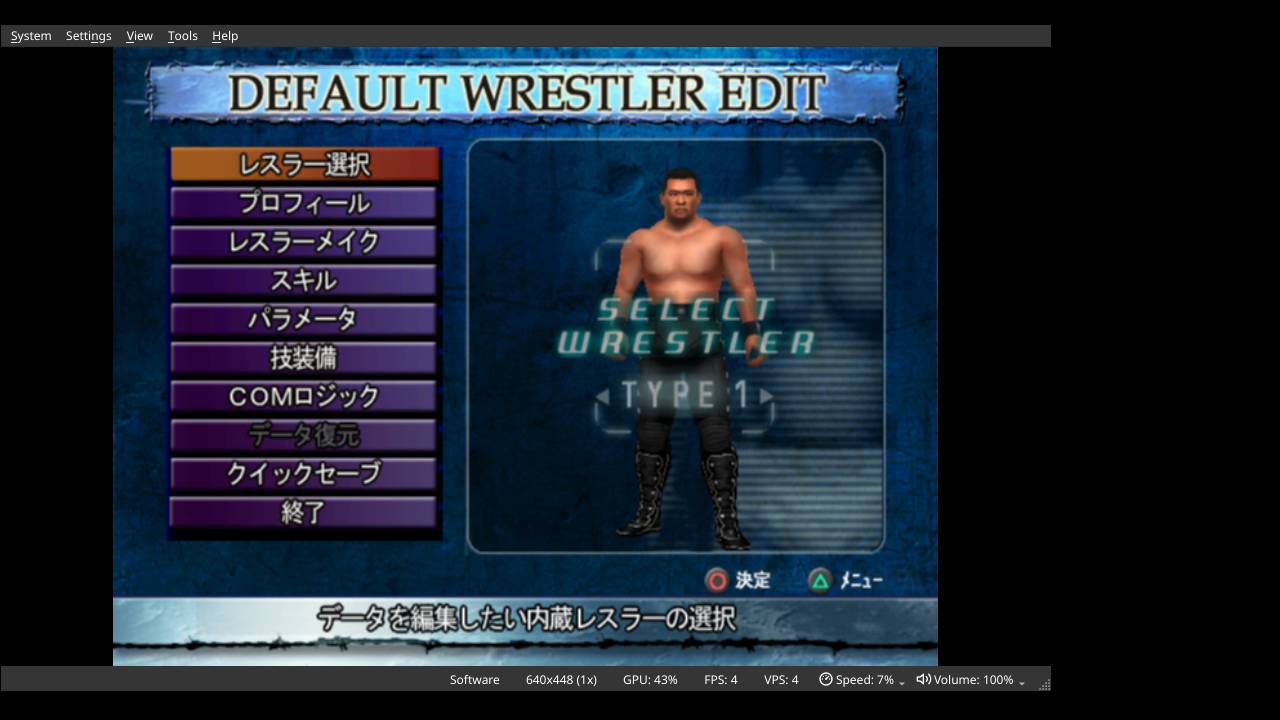 System Settings View Tools Help
DEFAULT WRESTLER EDIT
レスラー選択
プロフィール
レスラーメイク
スキル
パラメータ
技装備
COMロジック
データ復元
クイックセーブ
終了
SELECT
WRESTLER
TYPE 1
決定 メニュー
データを編集したい内蔵レスラーの選択
Software 640x448 (1x) GPU: 43% FPS: 4 VPS: 4 Speed: 7% Volume: 100%